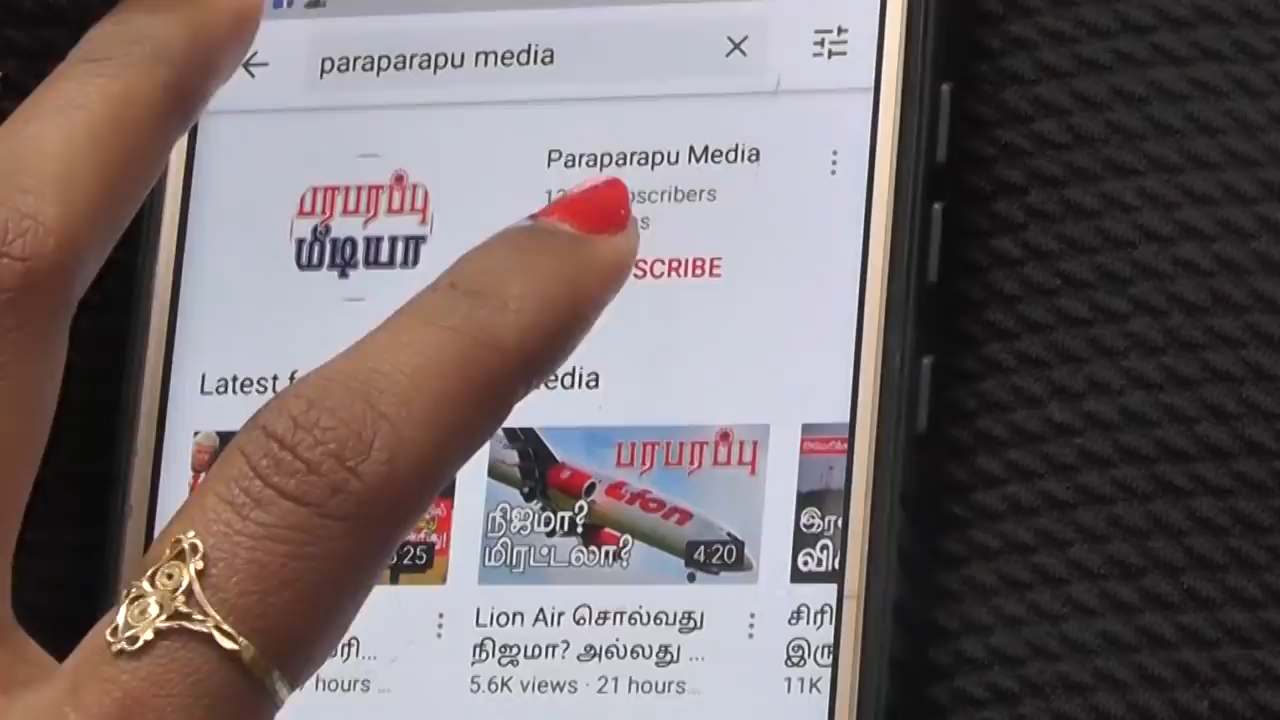 paraparapu media
Paraparapu Media
பரபரப்பு
மீடியா
SCRIBE
Latest
பரபரப்பு
Lion
நிஜமா?
மிரட்டலா?
4:20
Lion Air சொல்வது
நிஜமா? அல்லது ...
5.6K views · 21 hours...
hours ...
11K